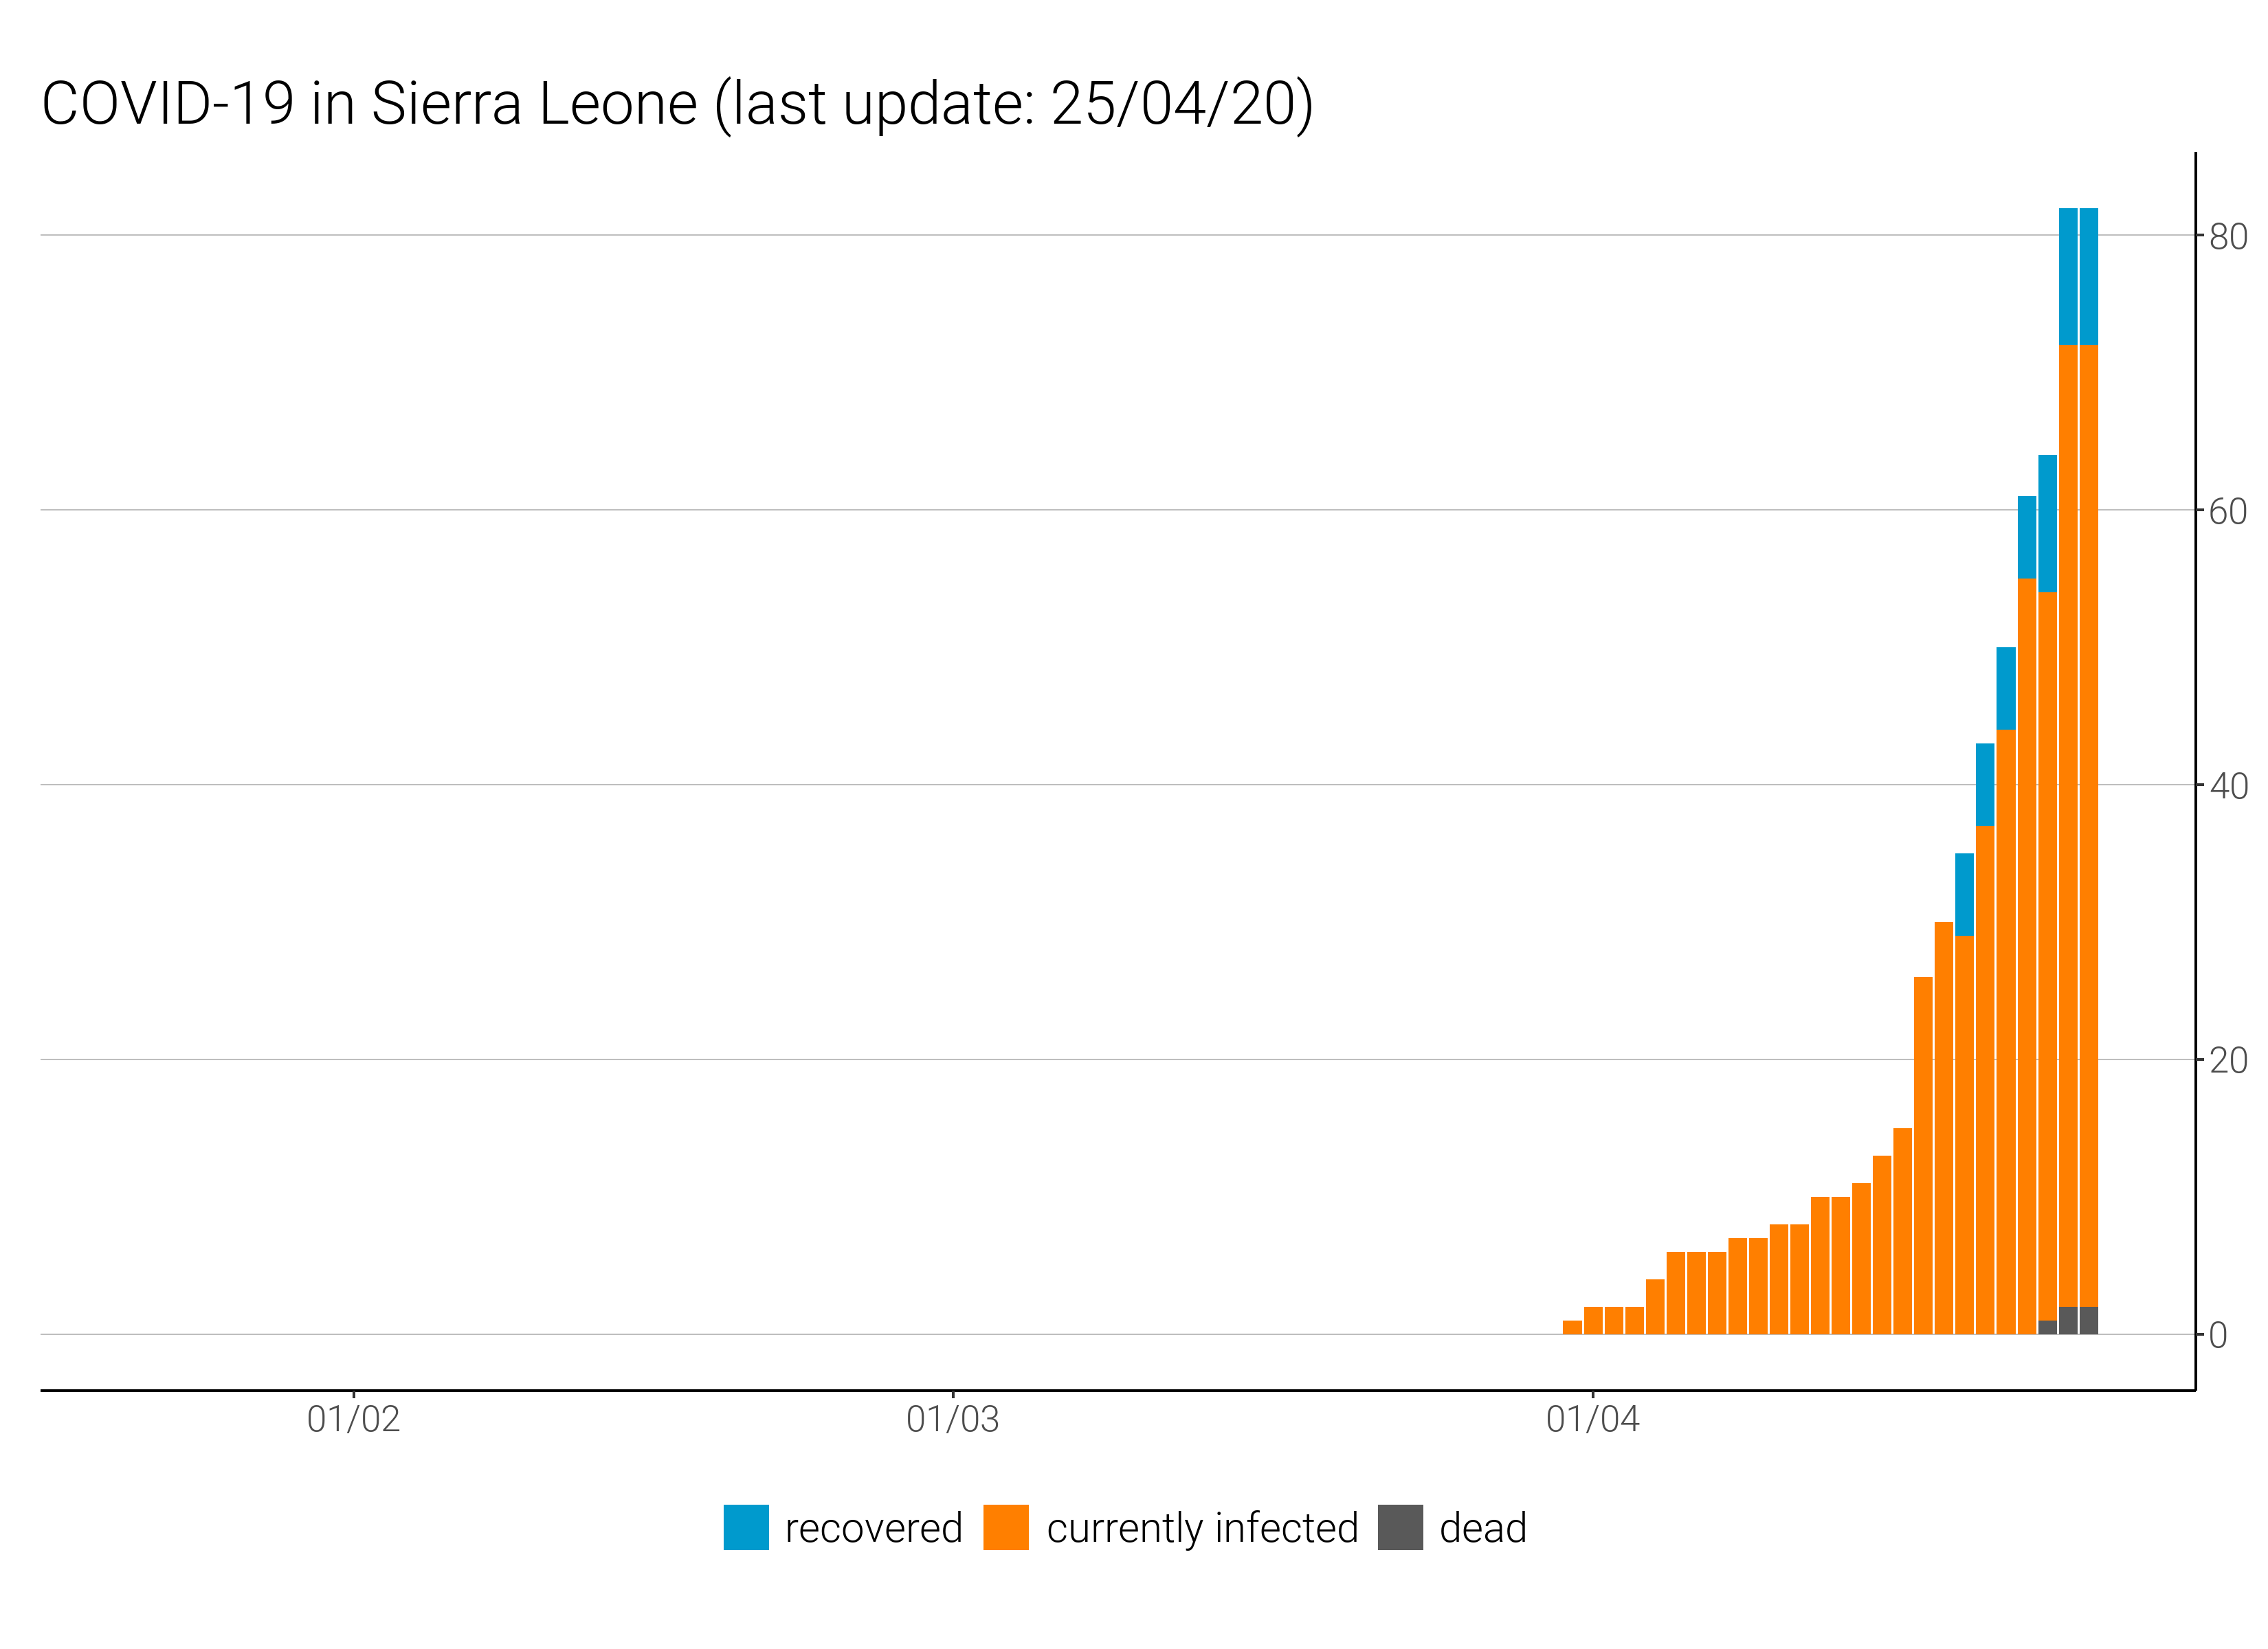 COVID-19 in Sierra Leone (last update: 25/04/20)
80
60
40
20
0
01/02 01/03 01/04
recovered currently infected dead